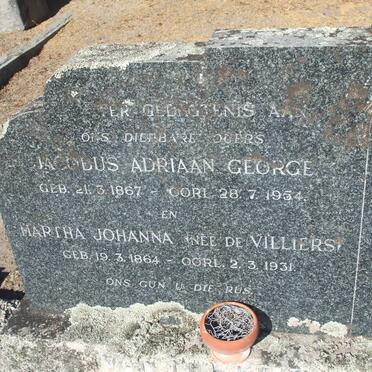 TER GEDAGTENIS AAN
ONS DIERBARE OUERS
JACOBUS ADRIAAN GEORGE
GEB. 21.3.1867 - OORL. 28.7.1954.
EN
MARTHA JOHANNA (NEE DE VILLIERS)
GEB. 19.3.1864 - OORL. 2.3.1931
ONS GUN U DIE RUS.